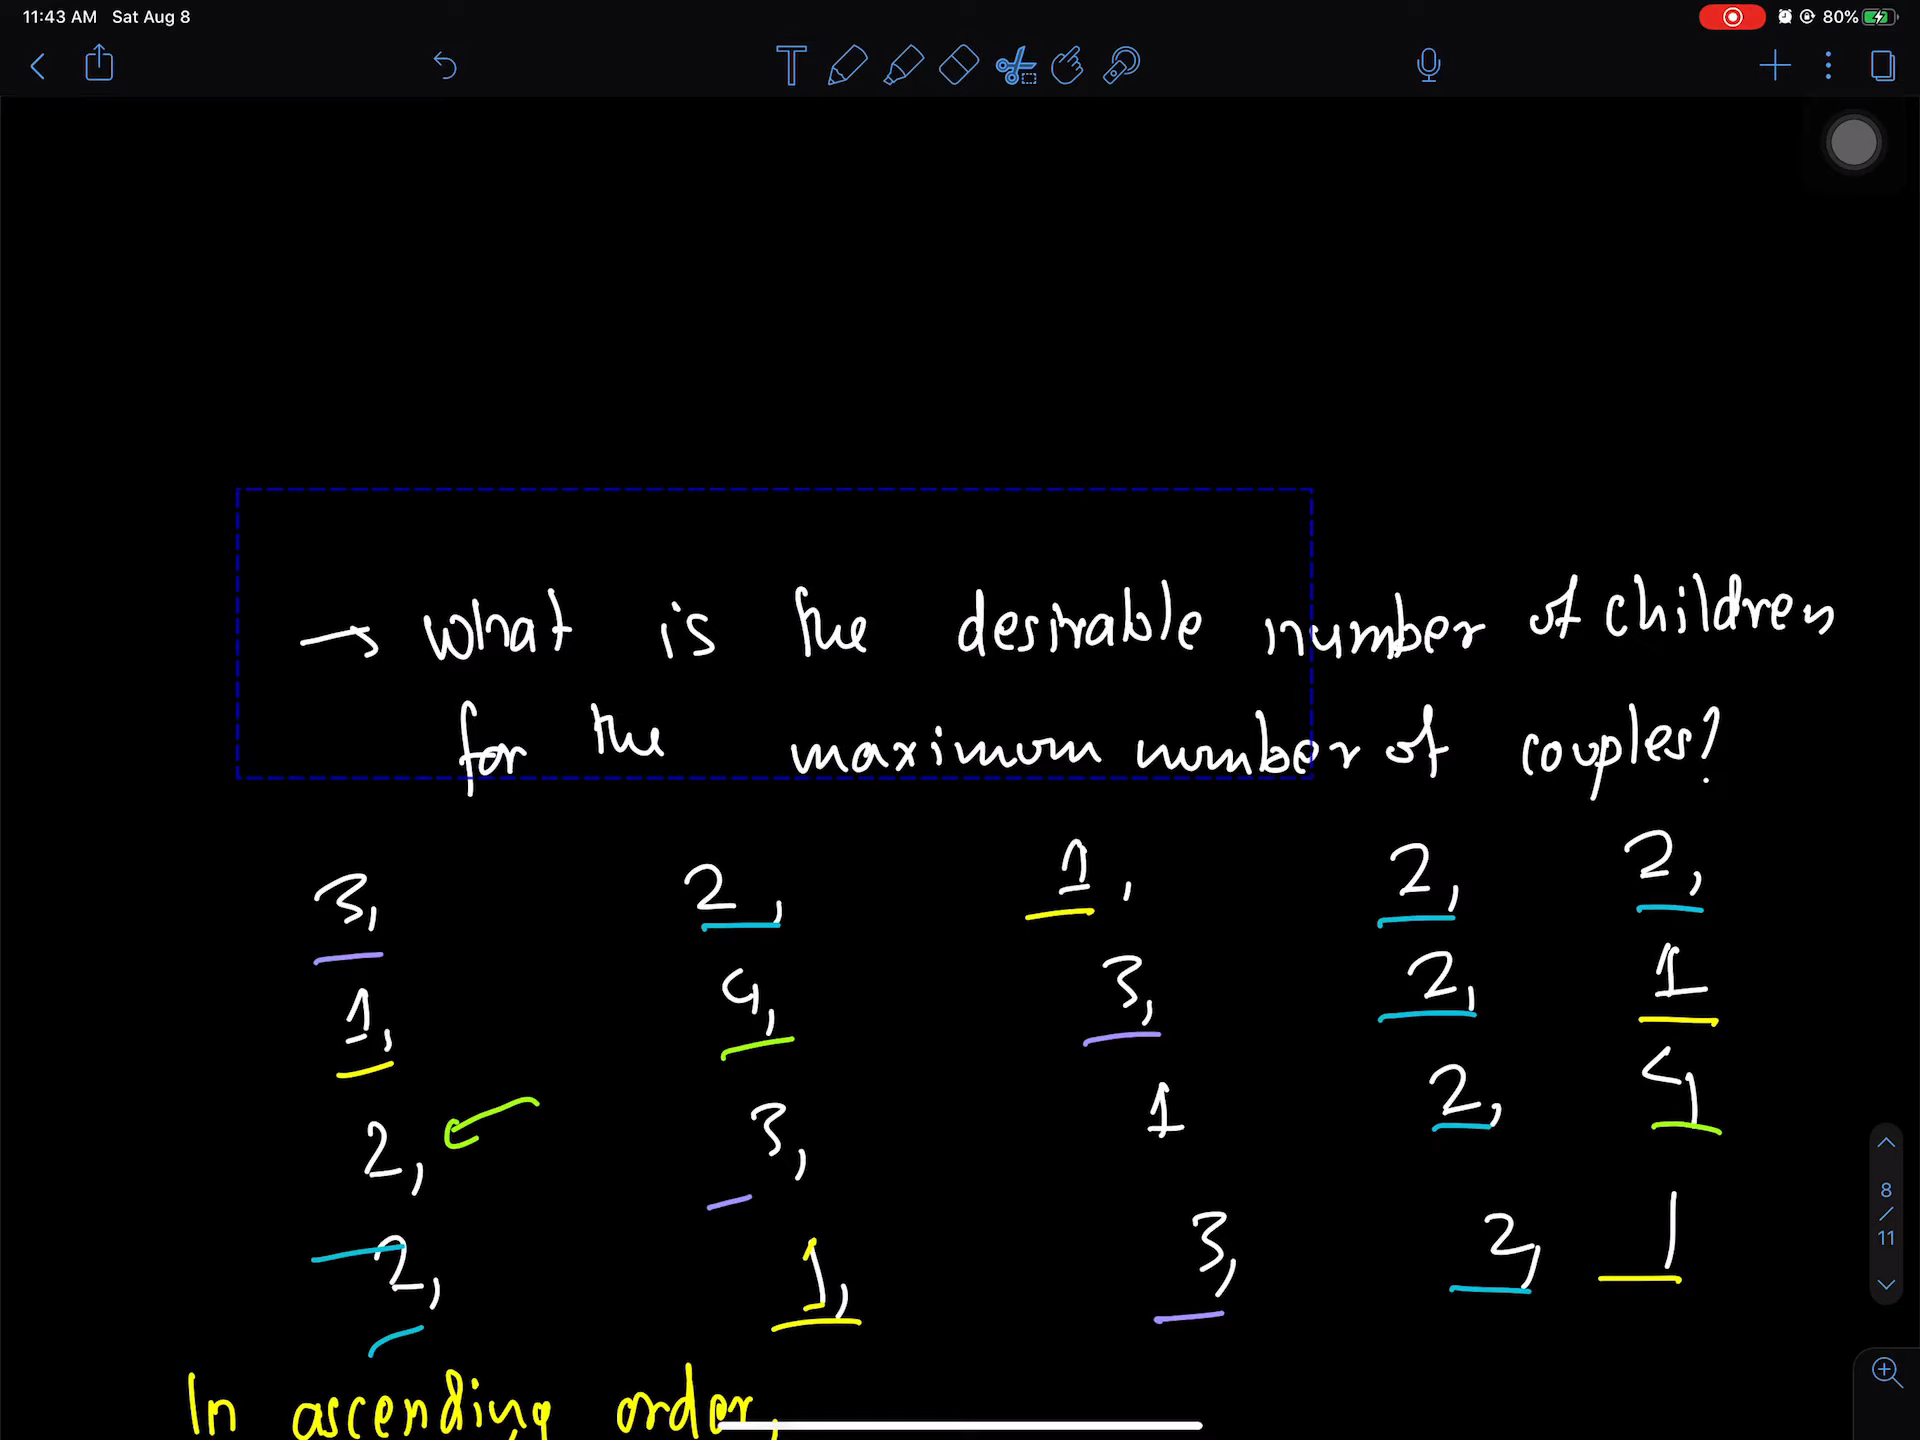 11:43 AM Sat Aug 8
80%
T
→ What is the desirable number of children
for the maximum number of couples?
3, 2, 1, 2, 2,
1, 4, 3, 2, 1
2, 3, 1 2, 4
2, 1, 3, 2, 1
In ascending order,
8
/
11